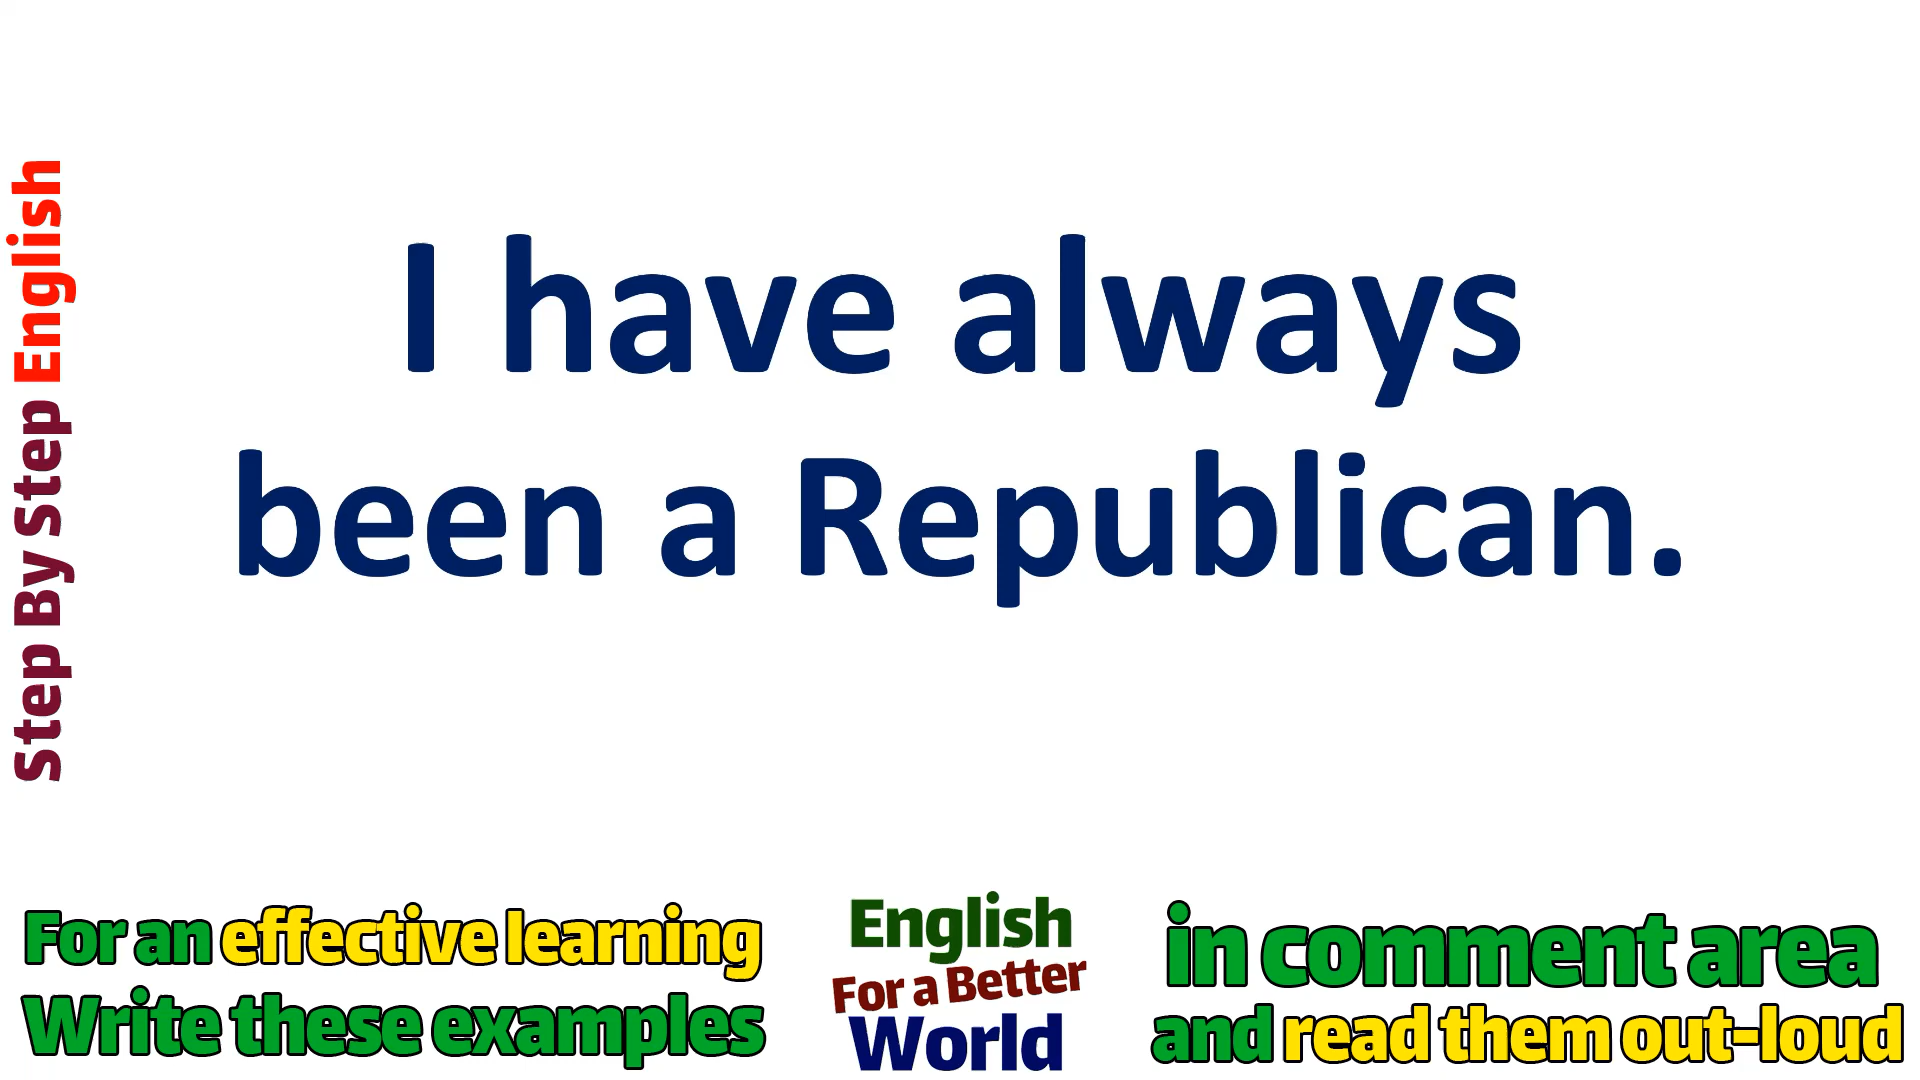 Step By Step English
I have always
been a Republican.
For an effective learning
Write these examples
English
For a Better
World
in comment area
and read them out-loud